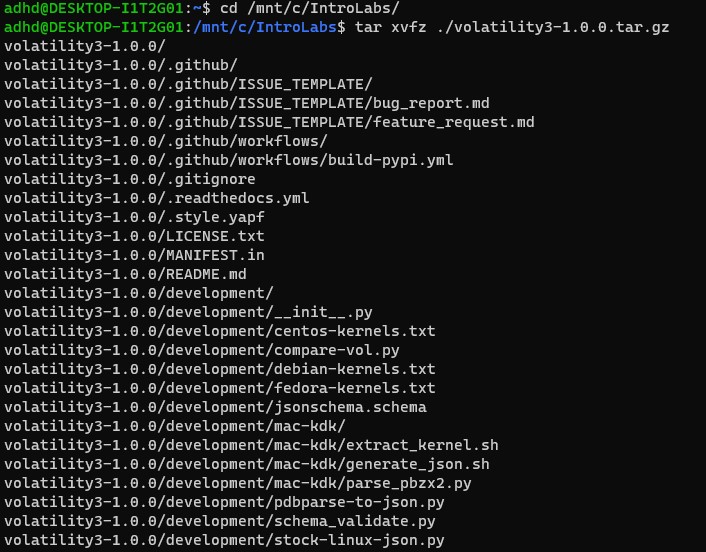 adhd@DESKTOP-I1T2G01:~$ cd /mnt/c/IntroLabs/
adhd@DESKTOP-I1T2G01:/mnt/c/IntroLabs$ tar xvfz ./volatility3-1.0.0.tar.gz
volatility3-1.0.0/
volatility3-1.0.0/.github/
volatility3-1.0.0/.github/ISSUE_TEMPLATE/
volatility3-1.0.0/.github/ISSUE_TEMPLATE/bug_report.md
volatility3-1.0.0/.github/ISSUE_TEMPLATE/feature_request.md
volatility3-1.0.0/.github/workflows/
volatility3-1.0.0/.github/workflows/build-pypi.yml
volatility3-1.0.0/.gitignore
volatility3-1.0.0/.readthedocs.yml
volatility3-1.0.0/.style.yapf
volatility3-1.0.0/LICENSE.txt
volatility3-1.0.0/MANIFEST.in
volatility3-1.0.0/README.md
volatility3-1.0.0/development/
volatility3-1.0.0/development/__init__.py
volatility3-1.0.0/development/centos-kernels.txt
volatility3-1.0.0/development/compare-vol.py
volatility3-1.0.0/development/debian-kernels.txt
volatility3-1.0.0/development/fedora-kernels.txt
volatility3-1.0.0/development/jsonschema.schema
volatility3-1.0.0/development/mac-kdk/
volatility3-1.0.0/development/mac-kdk/extract_kernel.sh
volatility3-1.0.0/development/mac-kdk/generate_json.sh
volatility3-1.0.0/development/mac-kdk/parse_pbzx2.py
volatility3-1.0.0/development/pdbparse-to-json.py
volatility3-1.0.0/development/schema_validate.py
volatility3-1.0.0/development/stock-linux-json.py